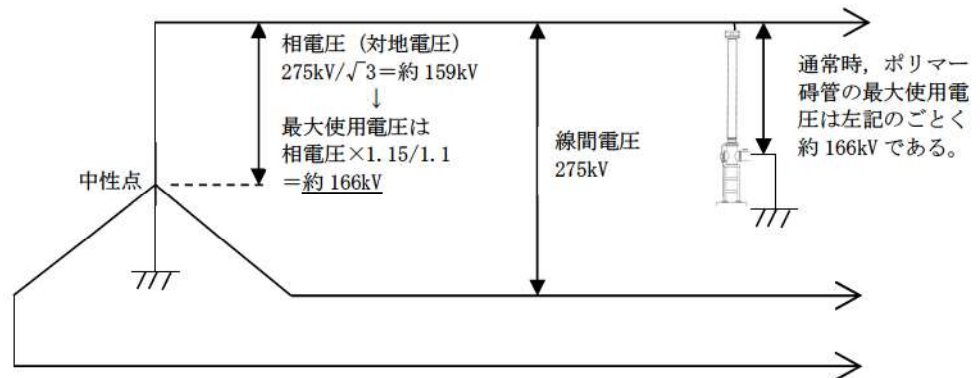 相電圧（対地電圧）
275kV/√3＝約 159kV
↓
最大使用電圧は
相電圧×1.15/1.1
＝約 166kV
中性点
線間電圧
275kV
通常時，ポリマー
碍管の最大使用電
圧は左記のごとく
約 166kV である。